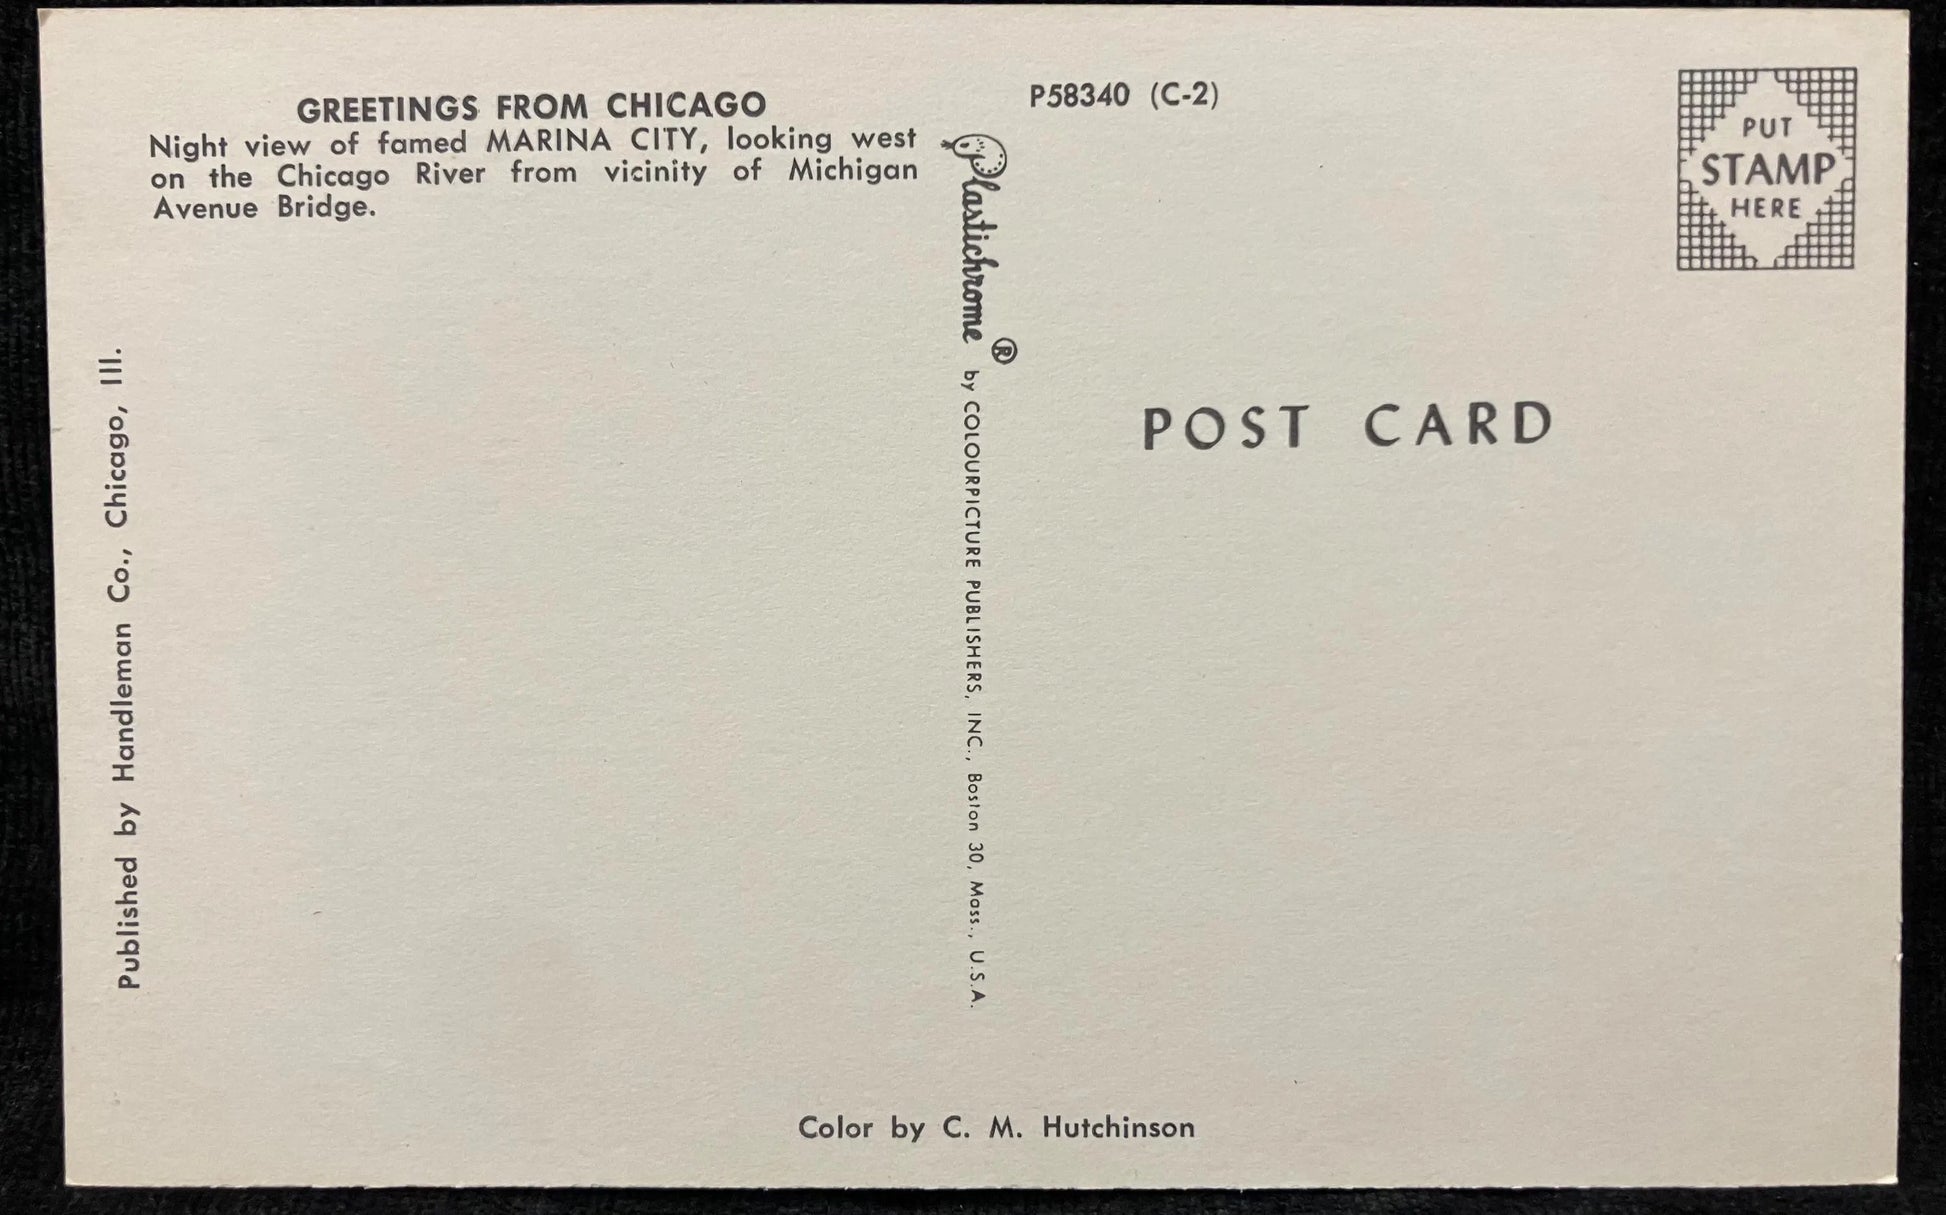 GREETINGS FROM CHICAGO
Night view of famed MARINA CITY, looking west
on the Chicago River from vicinity of Michigan
Avenue Bridge.
Published by Handleman Co., Chicago, Ill.
Plastichrome® by COLOURPICTURE PUBLISHERS, INC., Boston 30, Mass., U.S.A.
P58340 (C-2)
PUT
STAMP
HERE
POST CARD
Color by C. M. Hutchinson